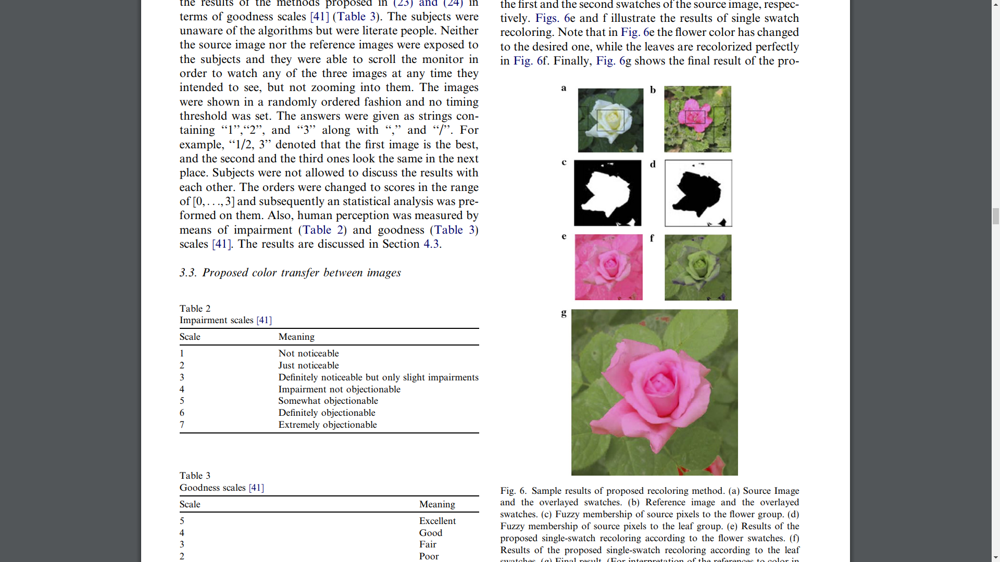 the results of the methods proposed in (23) and (24) in
terms of goodness scales [41] (Table 3). The subjects were
unaware of the algorithms but were literate people. Neither
the source image nor the reference images were exposed to
the subjects and they were able to scroll the monitor in
order to watch any of the three images at any time they
intended to see, but not zooming into them. The images
were shown in a randomly ordered fashion and no timing
threshold was set. The answers were given as strings con-
taining “1”,“2”, and “3” along with “,” and “/”. For
example, “1/2, 3” denoted that the first image is the best,
and the second and the third ones look the same in the next
place. Subjects were not allowed to discuss the results with
each other. The orders were changed to scores in the range
of [0, . . ., 3] and subsequently an statistical analysis was pre-
formed on them. Also, human perception was measured by
means of impairment (Table 2) and goodness (Table 3)
scales [41]. The results are discussed in Section 4.3.
3.3. Proposed color transfer between images
Table 2
Impairment scales [41]
Scale Meaning
1 Not noticeable
2 Just noticeable
3 Definitely noticeable but only slight impairments
4 Impairment not objectionable
5 Somewhat objectionable
6 Definitely objectionable
7 Extremely objectionable
Table 3
Goodness scales [41]
Scale Meaning
5 Excellent
4 Good
3 Fair
2 Poor
the first and the second swatches of the source image, respec-
tively. Figs. 6e and f illustrate the results of single swatch
recoloring. Note that in Fig. 6e the flower color has changed
to the desired one, while the leaves are recolorized perfectly
in Fig. 6f. Finally, Fig. 6g shows the final result of the pro-
a b
c d
e f
g
Fig. 6. Sample results of proposed recoloring method. (a) Source Image
and the overlayed swatches. (b) Reference image and the overlayed
swatches. (c) Fuzzy membership of source pixels to the flower group. (d)
Fuzzy membership of source pixels to the leaf group. (e) Results of the
proposed single-swatch recoloring according to the flower swatches. (f)
Results of the proposed single-swatch recoloring according to the leaf
swatches. (g) Final result. (For interpretation of the references to color in